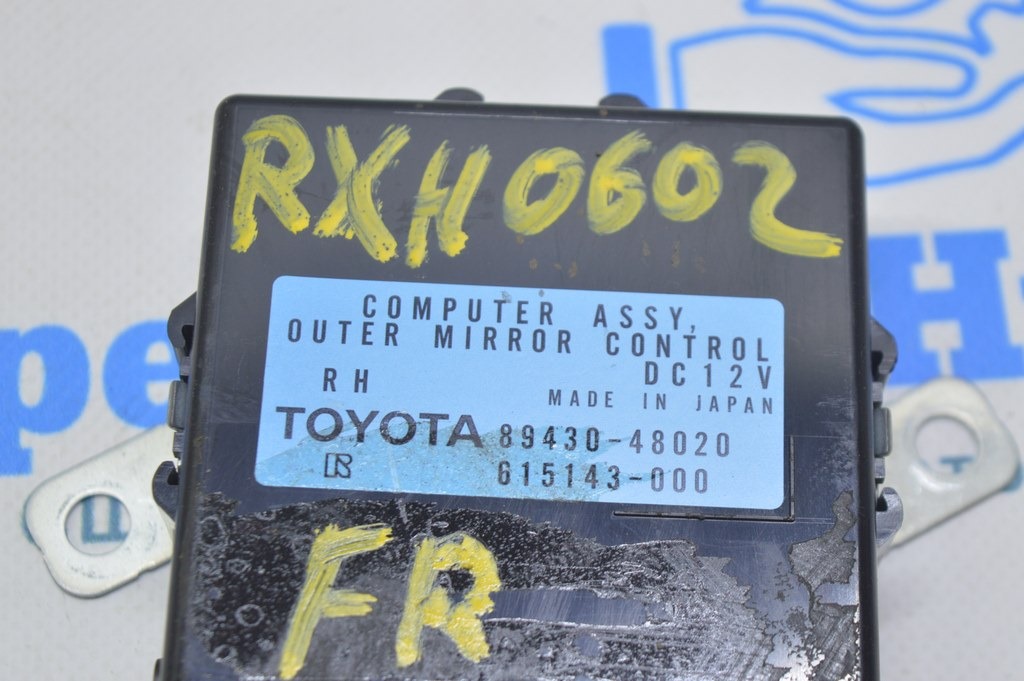 RXH0602
COMPUTER ASSY,
OUTER MIRROR CONTROL
RH DC12V
MADE IN JAPAN
TOYOTA 89430-48020
615143-000
FR